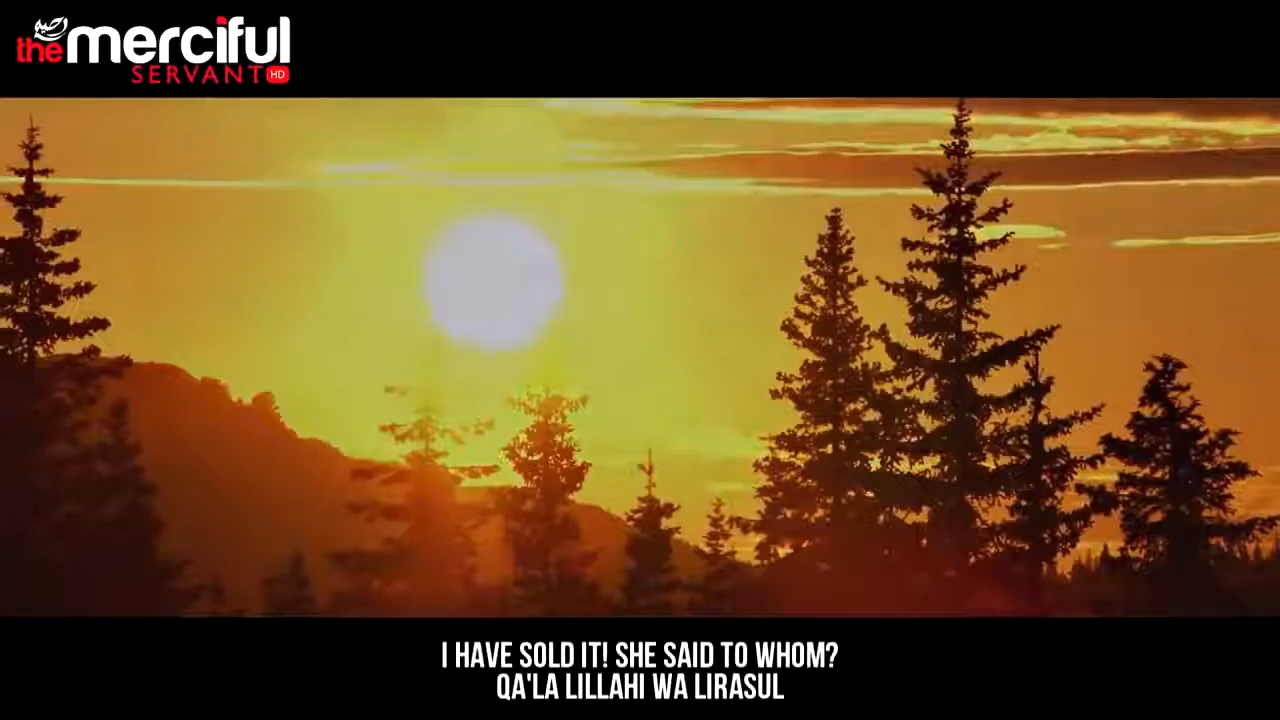 the merciful
SERVANT HD
I HAVE SOLD IT! SHE SAID TO WHOM?
QA'LA LILLAHI WA LIRASUL